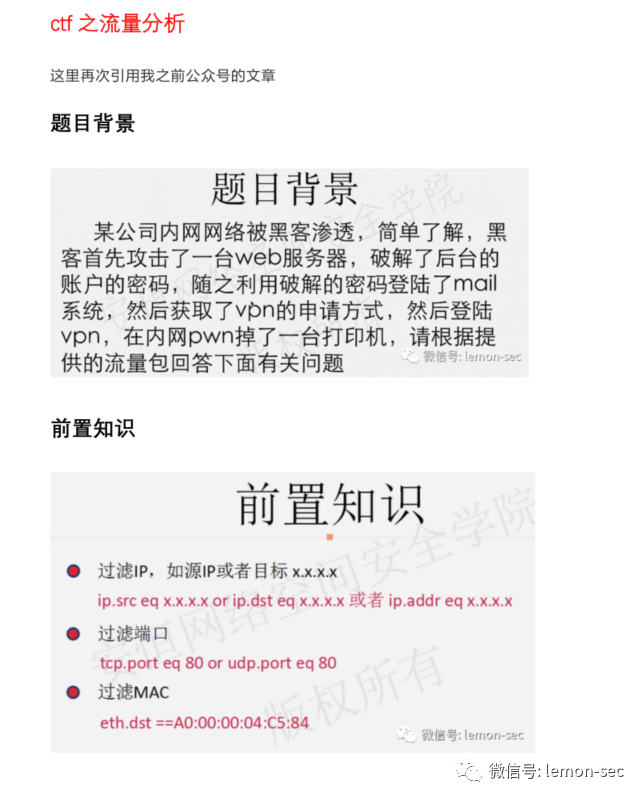 ctf 之流量分析
这里再次引用我之前公众号的文章
题目背景
题目背景
某公司内网网络被黑客渗透，简单了解，黑
客首先攻击了一台web服务器，破解了后台的
账户的密码，随之利用破解的密码登陆了mail
系统，然后获取了vpn的申请方式，然后登陆
vpn，在内网pwn掉了一台打印机，请根据提
供的流量包回答下面有关问题
微信号: lemon-sec
前置知识
前置知识
过滤IP，如源IP或者目标 x.x.x.x
ip.src eq x.x.x.x or ip.dst eq x.x.x.x 或者 ip.addr eq x.x.x.x
过滤端口
tcp.port eq 80 or udp.port eq 80
过滤MAC
eth.dst ==A0:00:00:04:C5:84
安恒网络空间安全学院
版权所有
微信号: lemon-sec
微信号: lemon-sec